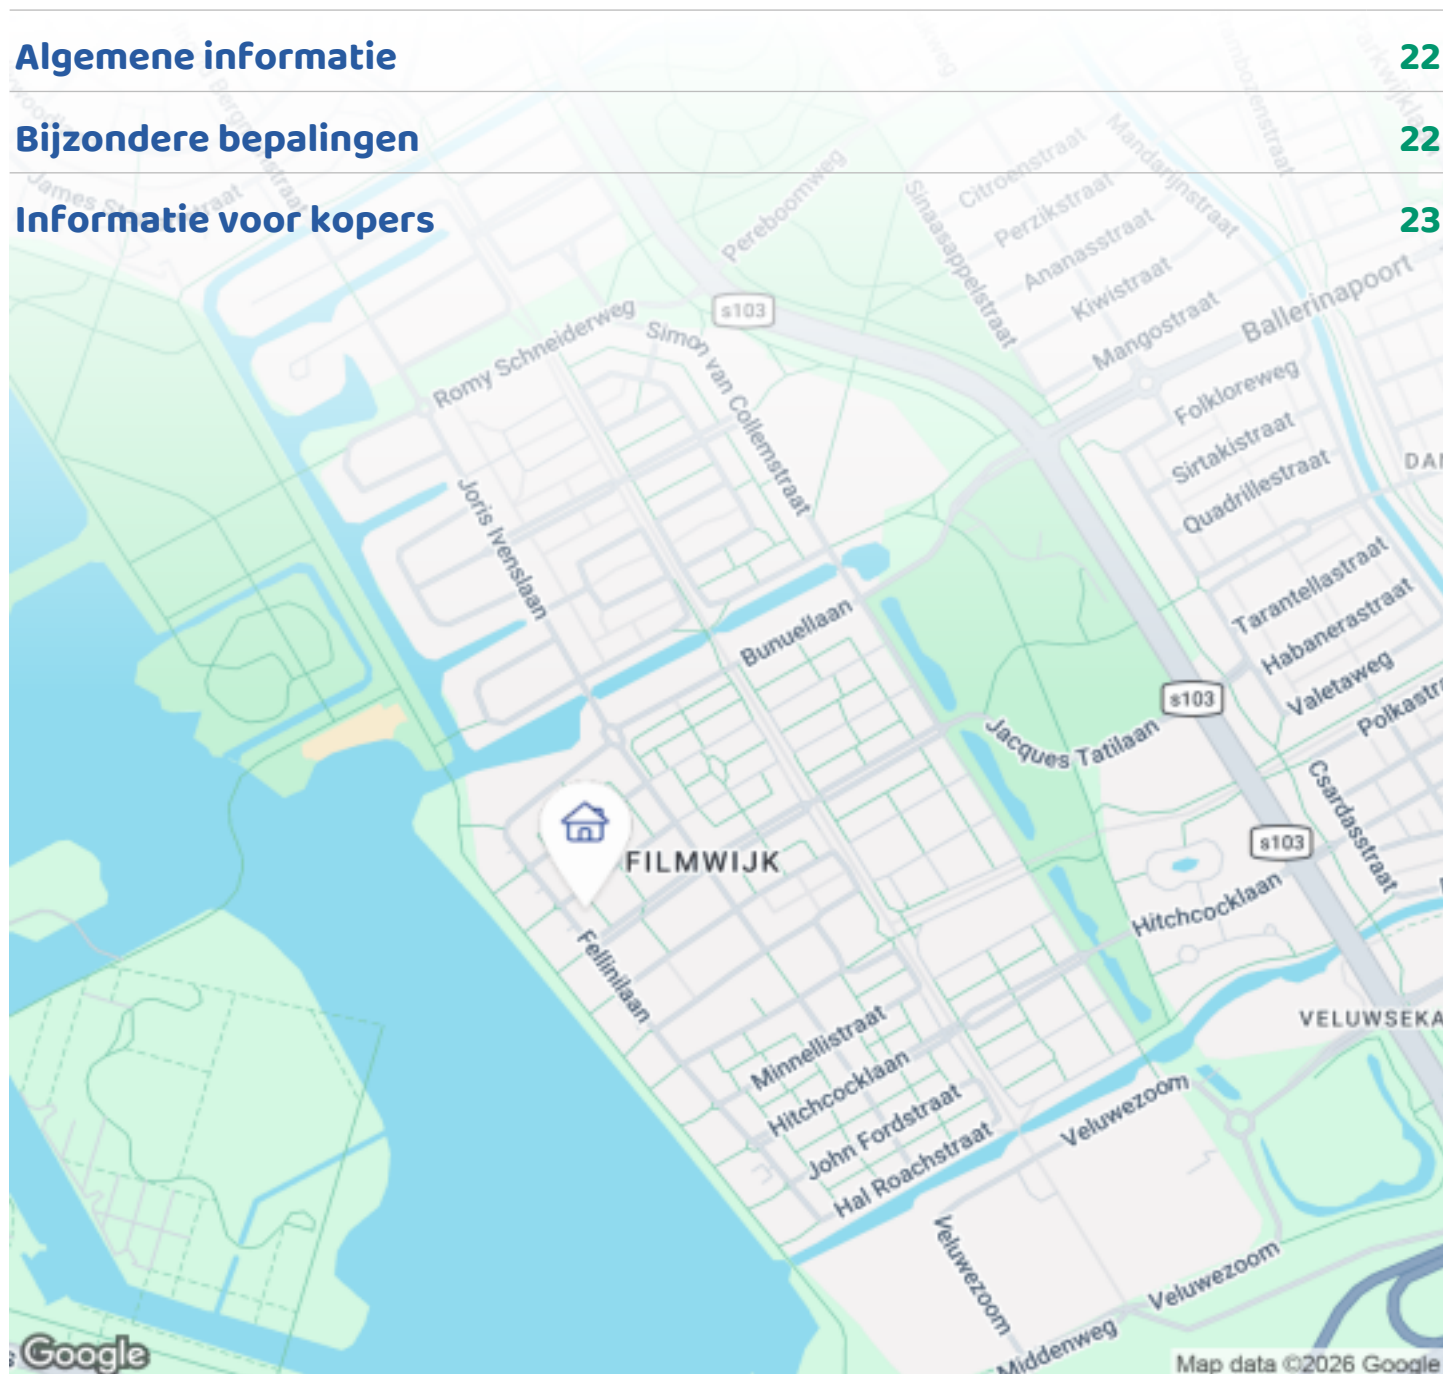 Algemene informatie 22
Bijzondere bepalingen 22
Informatie voor kopers 23
Pereboomweg
Citroenstraat
Mandarijnstraat
Perzikstraat
Sinaasappelstraat
Ananasstraat
Kiwistraat
Mangostraat
Ballerinapoort
s103
Romy Schneiderweg
Simon van Collemstraat
Folkloreweg
Sirtakistraat
Quadrillestraat
Joris Ivenslaan
Tarantellastraat
Habanerastraat
Bunuellaan
Valetaweg
s103
Jacques Tatilaan
Csardasstraat
s103
FILMWIJK
Hitchcocklaan
Fellinilaan
VELUWSEKA
Minnellistraat
Hitchcocklaan
John Fordstraat
Veluwezoom
Hal Roachstraat
Veluwezoom
Veluwezoom
Middenweg
Google
Map data ©2026 Google